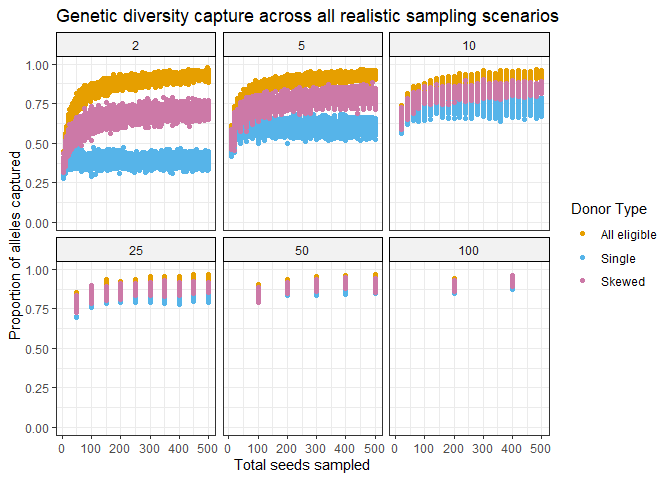 Genetic diversity capture across all realistic sampling scenarios
2 5 10
1.00
0.75
0.50
0.25
0.00
25 50 100
1.00
0.75
0.50
0.25
0.00
Proportion of alleles captured
0 100 200 300 400 500 0 100 200 300 400 500 0 100 200 300 400 500
Total seeds sampled
Donor Type
All eligible
Single
Skewed